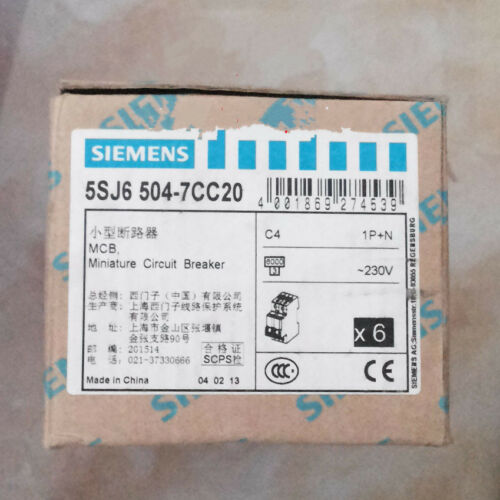 SIEMENS
5SJ6 504-7CC20
4 001869 274539
小型断路器
MCB,
Miniature Circuit Breaker
C4 1P+N
6000
3
~230V
总经销: 西门子(中国)有限公司
生产商: 上海西门子线路保护系统
有限公司
地址: 上海市金山区张堰镇
金张支路90号
邮编: 201514
电话: 021-37330666
合格证
SCPS检
Made in China 04 02 13
x 6
CCC
CE